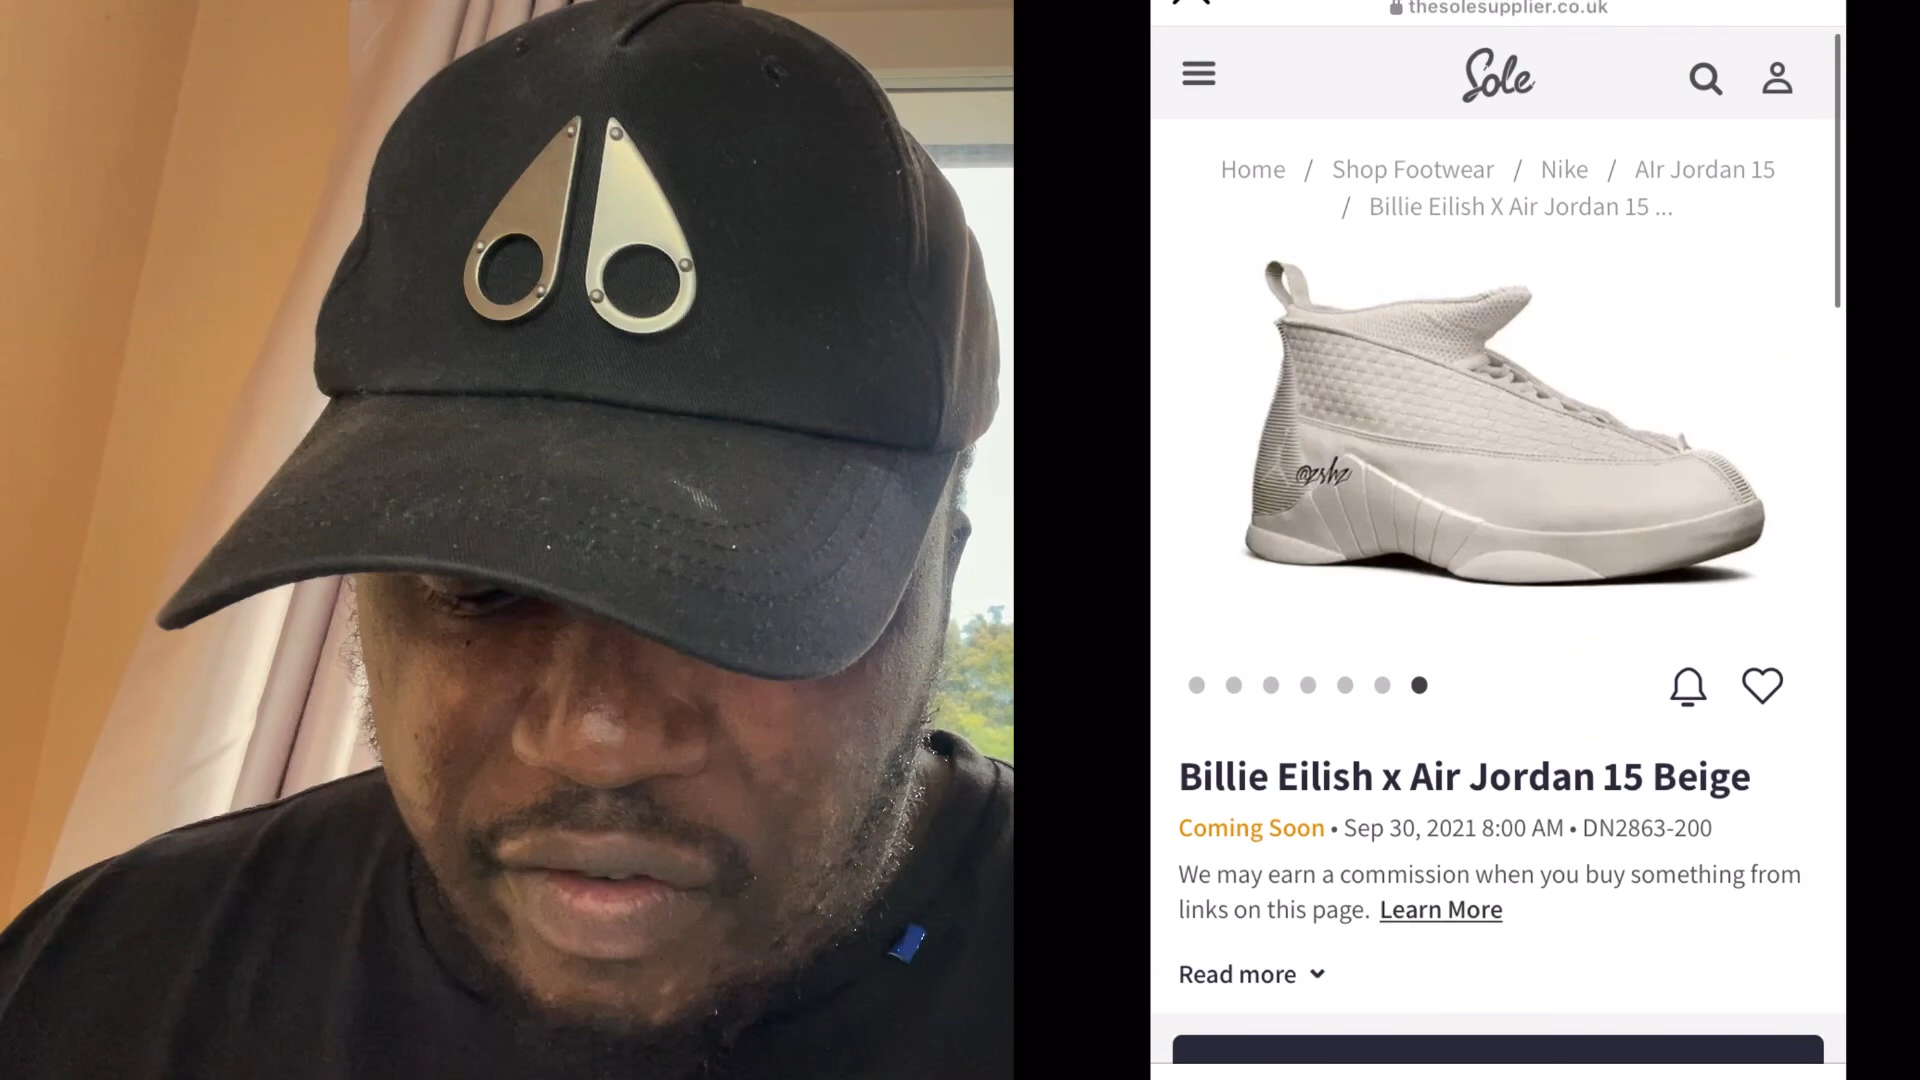 thesolesupplier.co.uk
Sole
Home / Shop Footwear / Nike / AIr Jordan 15
/ Billie Eilish X Air Jordan 15 ...
@zshz
Billie Eilish x Air Jordan 15 Beige
Coming Soon • Sep 30, 2021 8:00 AM • DN2863-200
We may earn a commission when you buy something from
links on this page. Learn More
Read more